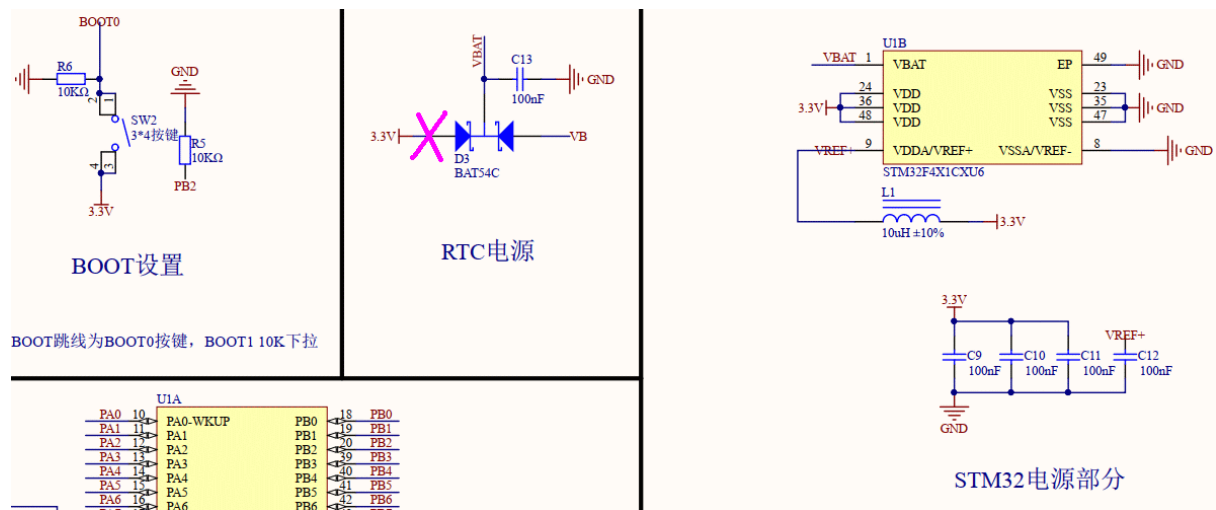 BOOT0
R6
10KΩ
GND
2
1
SW2
3*4按键
R5
10KΩ
4
3
PB2
3.3V
BOOT设置
BOOT跳线为BOOT0按键，BOOT1 10K下拉
VBAT
C13
GND
100nF
3.3V
VB
D3
BAT54C
RTC电源
U1B
VBAT 1 VBAT EP 49 GND
24 VDD VSS 23
3.3V 36 VDD VSS 35 GND
48 VDD VSS 47
VREF+ 9 VDDA/VREF+ VSSA/VREF- 8 GND
STM32F4X1CXU6
L1
3.3V
10uH ±10%
3.3V
VREF+
C9 C10 C11 C12
100nF 100nF 100nF 100nF
GND
STM32电源部分
U1A
PA0 10 PA0-WKUP PB0 18 PB0
PA1 11 PA1 PB1 19 PB1
PA2 12 PA2 PB2 20 PB2
PA3 13 PA3 PB3 39 PB3
PA4 14 PA4 PB4 40 PB4
PA5 15 PA5 PB5 41 PB5
PA6 16 PA6 PB6 42 PB6